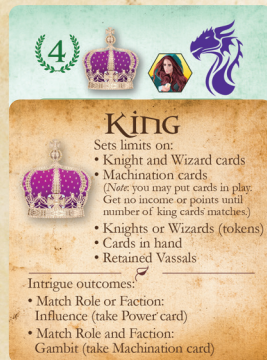 4
King
Sets limits on:
• Knight and Wizard cards
• Machination cards
(Note: you may put cards in play.
Get no income or points until
number of king cards matches.)
• Knights or Wizards (tokens)
• Cards in hand
• Retained Vassals
Intrigue outcomes:
• Match Role or Faction:
Influence (take Power card)
• Match Role and Faction:
Gambit (take Machination card)